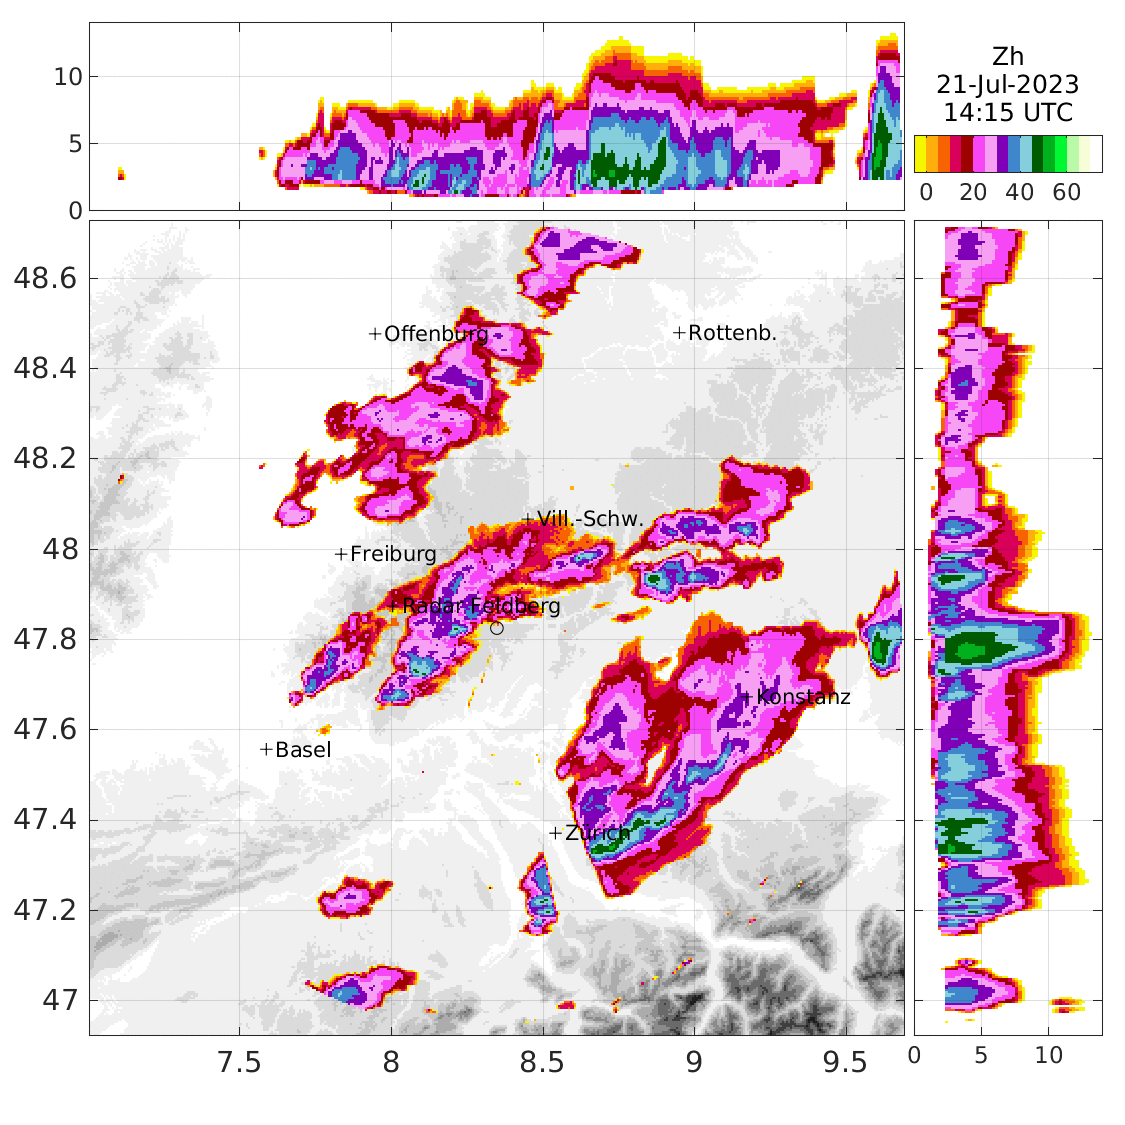 10
5
0
Zh
21-Jul-2023
14:15 UTC
0 20 40 60
48.6
48.4
48.2
48
47.8
47.6
47.4
47.2
47
+Offenburg
+Rottenb.
+Vill.-Schw.
+Freiburg
+Radar Feldberg
+Konstanz
+Basel
+Zürich
7.5 8 8.5 9 9.5
0 5 10